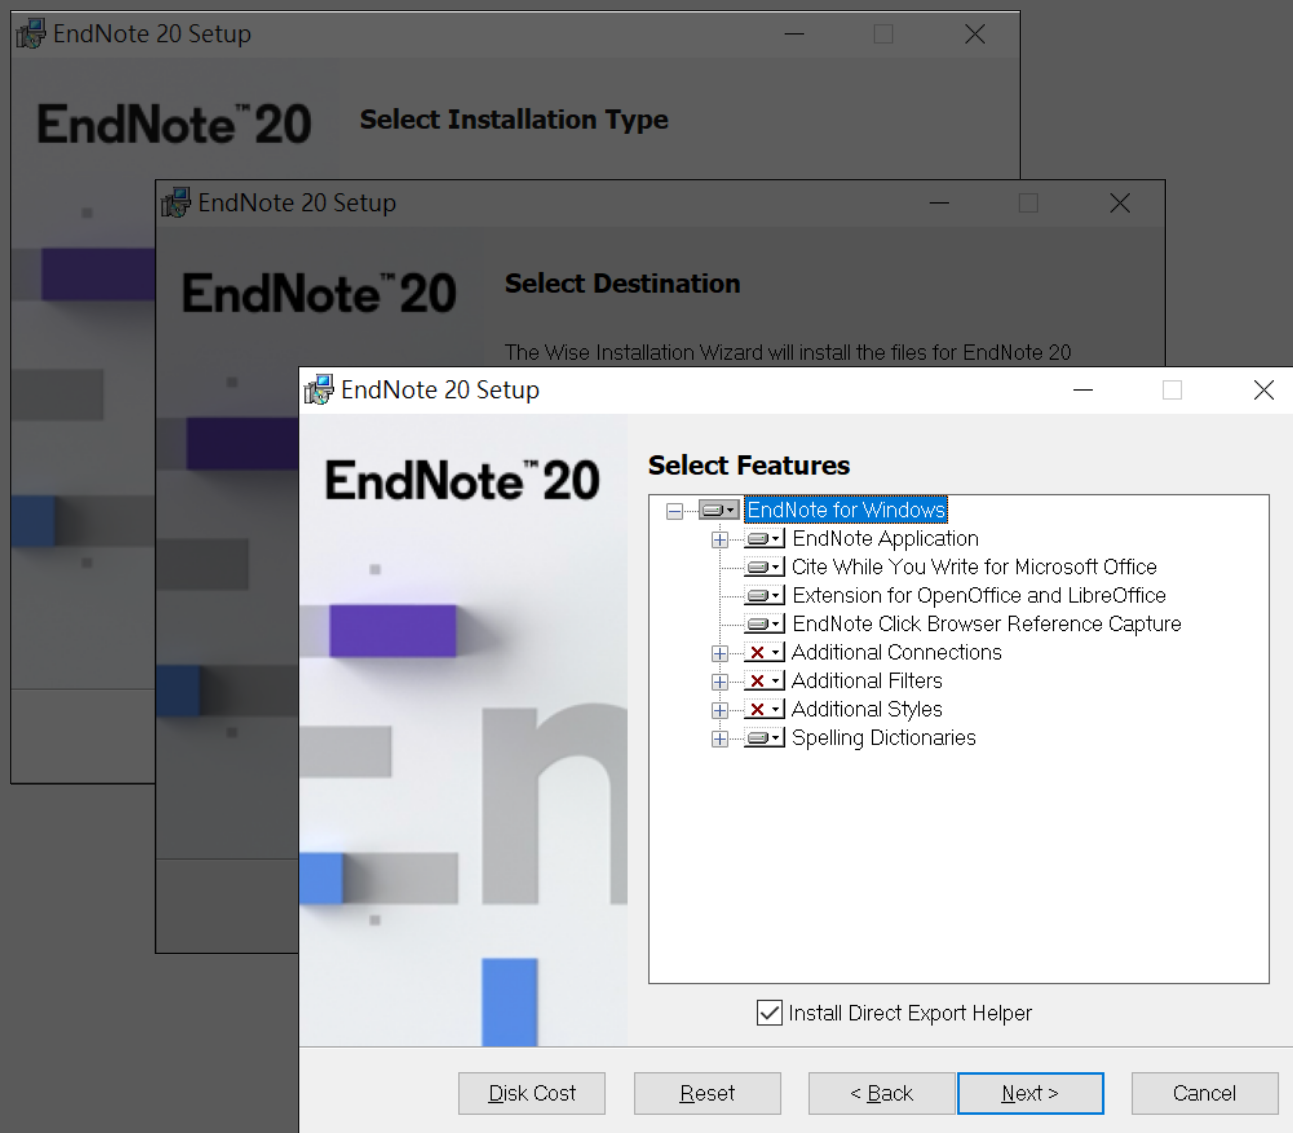 EndNote 20 Setup
EndNote™20
Select Installation Type
EndNote 20 Setup
EndNote™20
Select Destination
The Wise Installation Wizard will install the files for EndNote 20
EndNote 20 Setup
EndNote™20
Select Features
EndNote for Windows
EndNote Application
Cite While You Write for Microsoft Office
Extension for OpenOffice and LibreOffice
EndNote Click Browser Reference Capture
Additional Connections
Additional Filters
Additional Styles
Spelling Dictionaries
Install Direct Export Helper
Disk Cost
Reset
< Back
Next >
Cancel